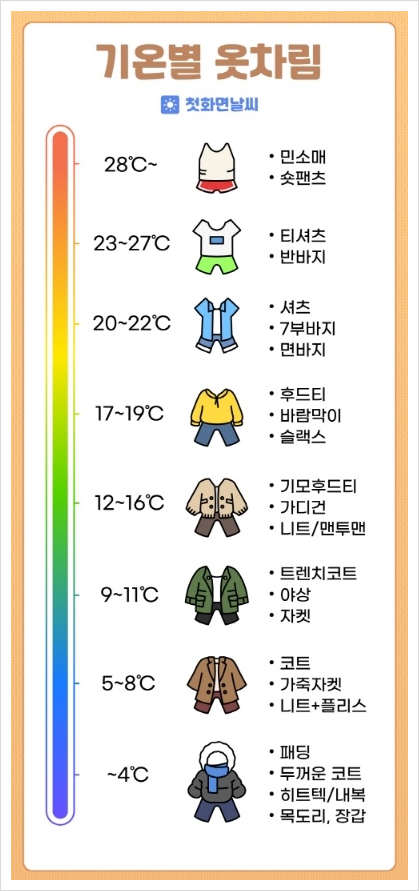 기온별 옷차림
첫화면날씨
28℃~
• 민소매
• 숏팬츠
23~27℃
• 티셔츠
• 반바지
20~22℃
• 셔츠
• 7부바지
• 면바지
17~19℃
• 후드티
• 바람막이
• 슬랙스
12~16℃
• 기모후드티
• 가디건
• 니트/맨투맨
9~11℃
• 트렌치코트
• 야상
• 자켓
5~8℃
• 코트
• 가죽자켓
• 니트+플리스
~4℃
• 패딩
• 두꺼운 코트
• 히트텍/내복
• 목도리, 장갑